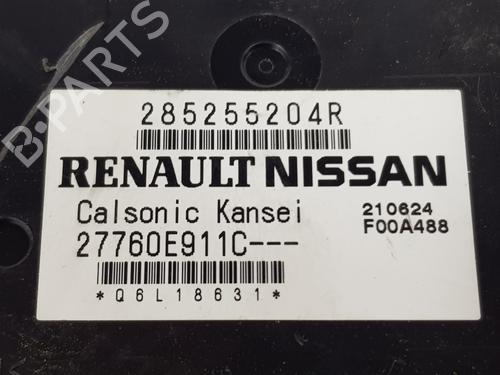 B-PARTS
285255204R
RENAULT NISSAN
Calsonic Kansei
27760E911C---
210624
F00A488
*Q6L18631*